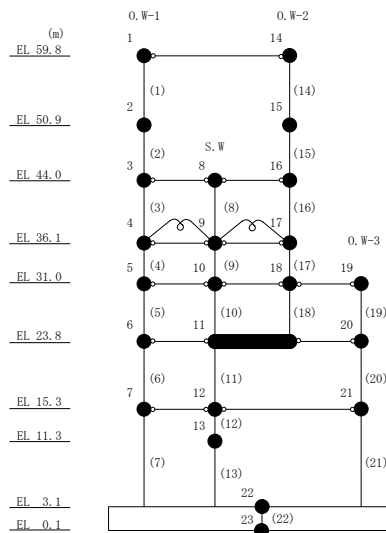 O.W-1 O.W-2
(m)
EL 59.8 1 14
(1) (14)
EL 50.9 2 15
S.W
(2) (15)
EL 44.0 3 8 16
(3) (8) (16)
EL 36.1 4 9 17
O.W-3
EL 31.0 5 (4) 10 (9) 18 (17) 19
(5) (10) (18) (19)
EL 23.8 6 11 20
(6) (11) (20)
EL 15.3 7 12 21
EL 11.3 13 (12)
(7) (13) (21)
EL 3.1 22
EL 0.1 23 (22)